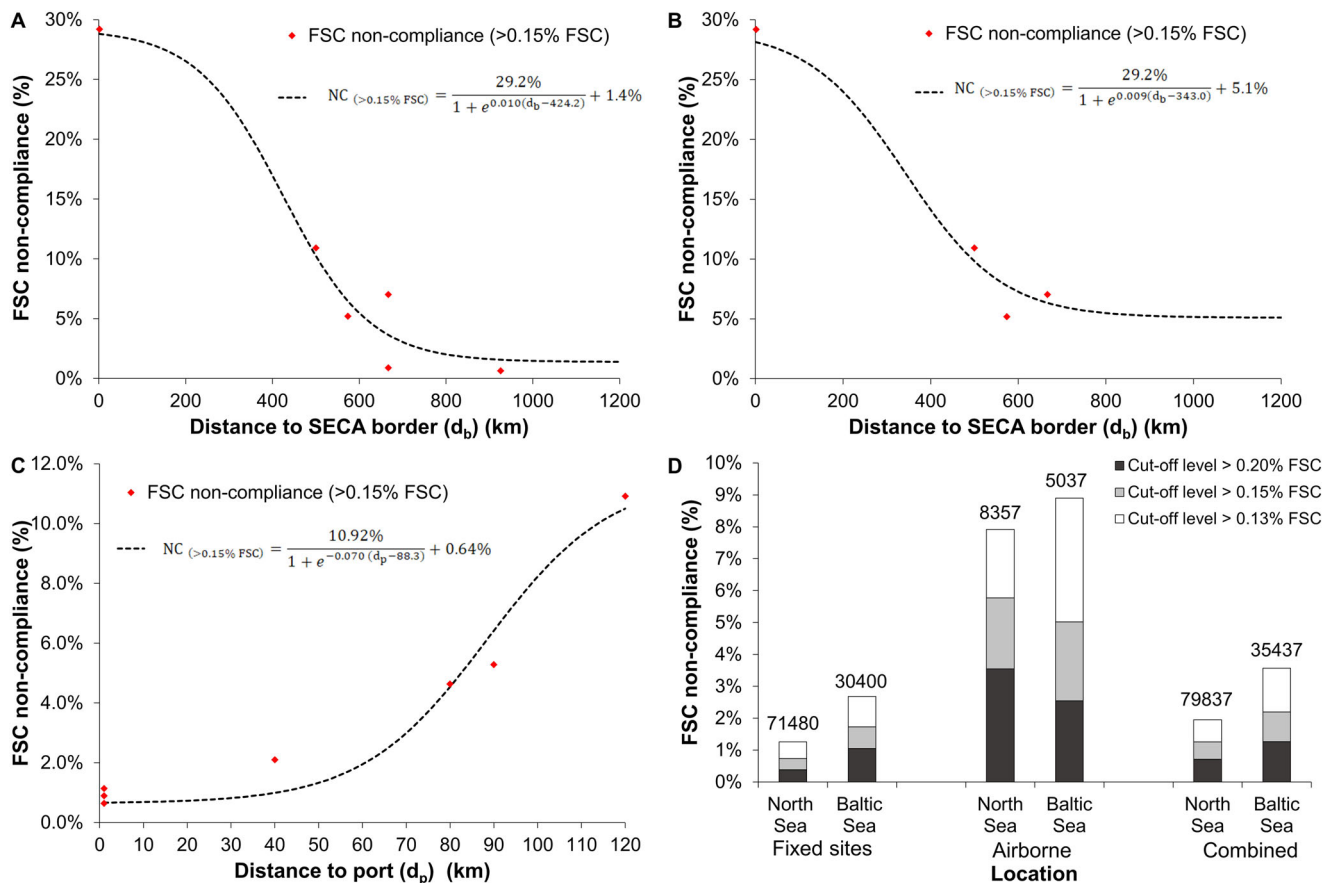 A
30%
25%
20%
15%
10%
5%
0%
FSC non-compliance (%)
FSC non-compliance (>0.15% FSC)
NC (>0.15% FSC) = 29.2% / 1 + e^0.010(d_b−424.2) + 1.4%
0 200 400 600 800 1000 1200
Distance to SECA border (d_b) (km)
B
30%
25%
20%
15%
10%
5%
0%
FSC non-compliance (%)
FSC non-compliance (>0.15% FSC)
NC (>0.15% FSC) = 29.2% / 1 + e^0.009(d_b−343.0) + 5.1%
0 200 400 600 800 1000 1200
Distance to SECA border (d_b) (km)
C
12.0%
10.0%
8.0%
6.0%
4.0%
2.0%
0.0%
FSC non-compliance (%)
FSC non-compliance (>0.15% FSC)
NC (>0.15% FSC) = 10.92% / 1 + e^−0.070 (d_p−88.3) + 0.64%
0 10 20 30 40 50 60 70 80 90 100 110 120
Distance to port (d_p) (km)
D
10%
9%
8%
7%
6%
5%
4%
3%
2%
1%
0%
FSC non-compliance (%)
Cut-off level > 0.20% FSC
Cut-off level > 0.15% FSC
Cut-off level > 0.13% FSC
71480
30400
8357
5037
79837
35437
North Baltic North Baltic North Baltic
Sea Sea Sea Sea Sea Sea
Fixed sites Airborne Combined
Location